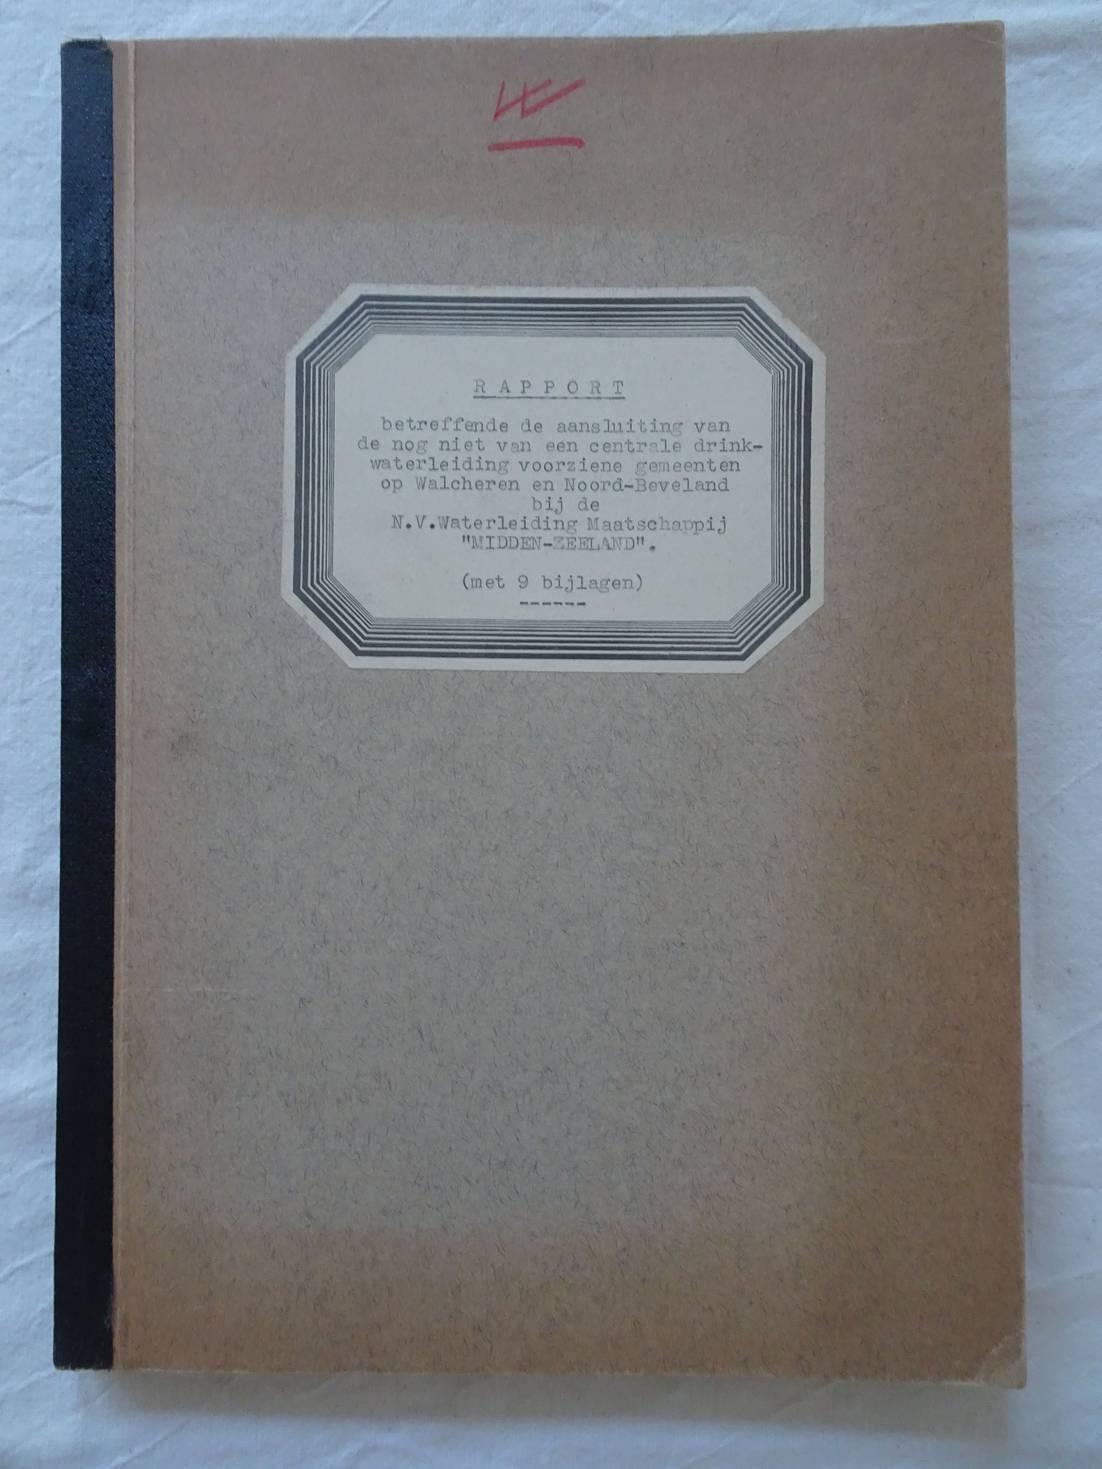 RAPPORT
betreffende de aansluiting van
de nog niet van een centrale drink-
waterleiding voorziene gemeenten
op Walcheren en Noord-Beveland
bij de
N.V.Waterleiding Maatschappij
"MIDDEN-ZEELAND".
(met 9 bijlagen)